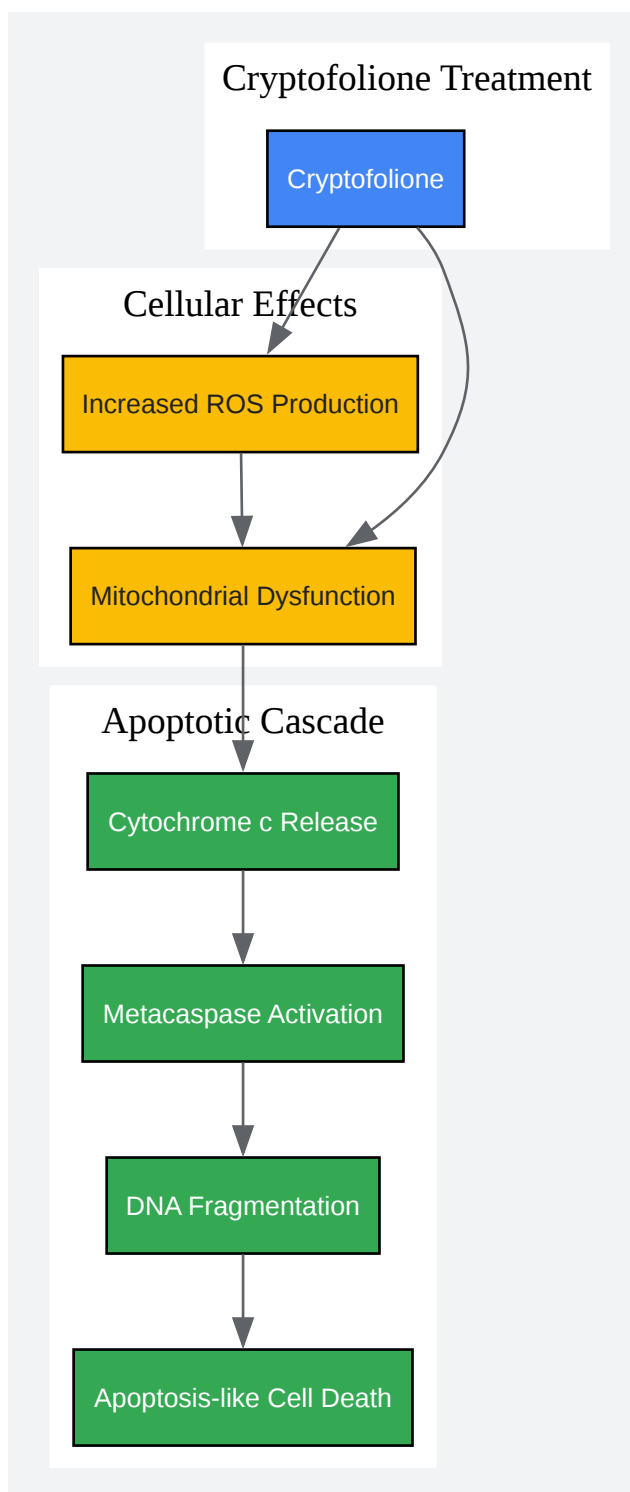 Cryptofolione Treatment
Cryptofolione
Cellular Effects
Increased ROS Production
Mitochondrial Dysfunction
Apoptotic Cascade
Cytochrome c Release
Metacaspase Activation
DNA Fragmentation
Apoptosis-like Cell Death